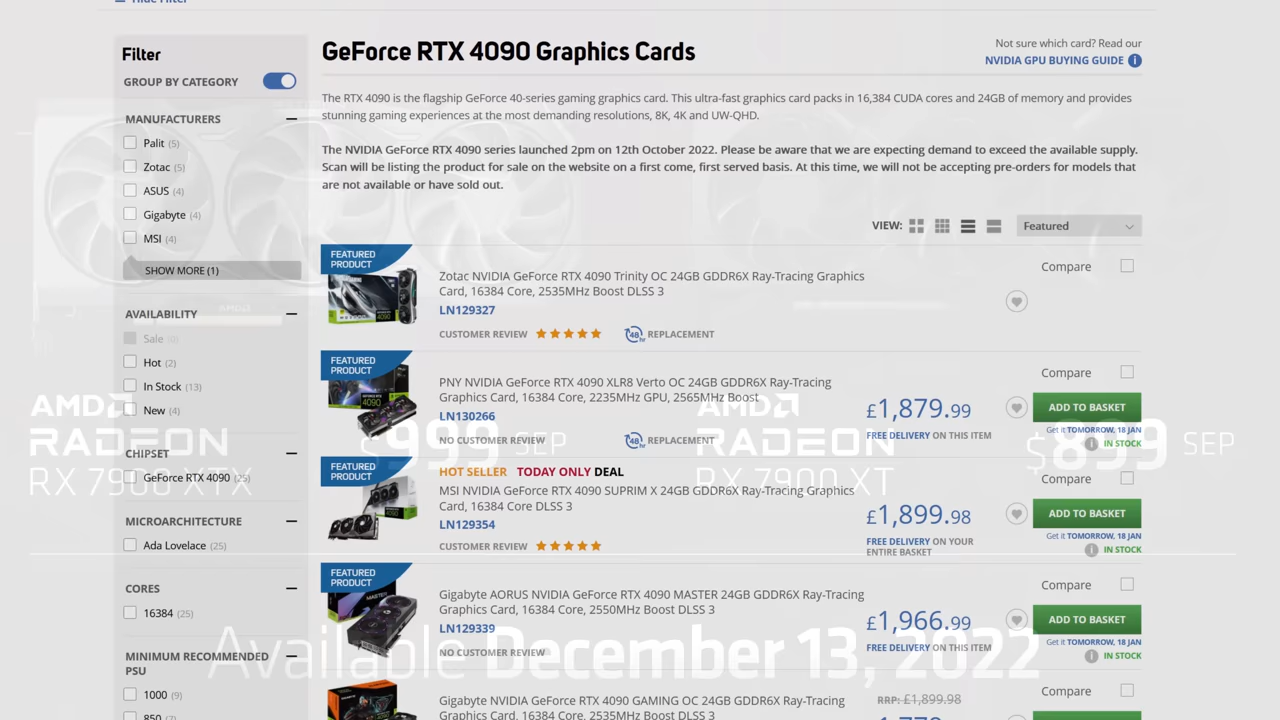 Hide Filter
Filter
GROUP BY CATEGORY
MANUFACTURERS
Palit (5)
Zotac (5)
ASUS (4)
Gigabyte (4)
MSI (4)
SHOW MORE (1)
AVAILABILITY
Sale (0)
Hot (2)
In Stock (13)
New (4)
CHIPSET
GeForce RTX 4090 (25)
MICROARCHITECTURE
Ada Lovelace (25)
CORES
16384 (25)
MINIMUM RECOMMENDED
PSU
1000 (9)
850 (7)
GeForce RTX 4090 Graphics Cards
Not sure which card? Read our
NVIDIA GPU BUYING GUIDE
The RTX 4090 is the flagship GeForce 40-series gaming graphics card. This ultra-fast graphics card packs in 16,384 CUDA cores and 24GB of memory and provides
stunning gaming experiences at the most demanding resolutions, 8K, 4K and UW-QHD.
The NVIDIA GeForce RTX 4090 series launched 2pm on 12th October 2022. Please be aware that we are expecting demand to exceed the available supply.
Scan will be listing the product for sale on the website on a first come, first served basis. At this time, we will not be accepting pre-orders for models that
are not available or have sold out.
VIEW:
Featured
FEATURED
PRODUCT
Zotac NVIDIA GeForce RTX 4090 Trinity OC 24GB GDDR6X Ray-Tracing Graphics
Card, 16384 Core, 2535MHz Boost DLSS 3
LN129327
CUSTOMER REVIEW
48hr REPLACEMENT
Compare
FEATURED
PRODUCT
PNY NVIDIA GeForce RTX 4090 XLR8 Verto OC 24GB GDDR6X Ray-Tracing
Graphics Card, 16384 Core, 2235MHz GPU, 2565MHz Boost
LN130266
NO CUSTOMER REVIEW
48hr REPLACEMENT
£1,879.99
FREE DELIVERY ON THIS ITEM
Compare
ADD TO BASKET
Get it TOMORROW, 18 JAN
IN STOCK
FEATURED
PRODUCT
HOT SELLER TODAY ONLY DEAL
MSI NVIDIA GeForce RTX 4090 SUPRIM X 24GB GDDR6X Ray-Tracing Graphics
Card, 16384 Core DLSS 3
LN129354
CUSTOMER REVIEW
£1,899.98
FREE DELIVERY ON YOUR
ENTIRE BASKET
Compare
ADD TO BASKET
Get it TOMORROW, 18 JAN
IN STOCK
FEATURED
PRODUCT
Gigabyte AORUS NVIDIA GeForce RTX 4090 MASTER 24GB GDDR6X Ray-Tracing
Graphics Card, 16384 Core, 2550MHz Boost DLSS 3
LN129339
NO CUSTOMER REVIEW
£1,966.99
FREE DELIVERY ON THIS ITEM
Compare
ADD TO BASKET
Get it TOMORROW, 18 JAN
IN STOCK
Gigabyte NVIDIA GeForce RTX 4090 GAMING OC 24GB GDDR6X Ray-Tracing
Graphics Card, 16384 Core, 2535MHz Boost DLSS 3
RRP: £1,899.98
Compare
AMD
RADEON
RX 7900 XTX
$999 SEP
AMD
RADEON
RX 7900 XT
$899 SEP
Available December 13, 2022